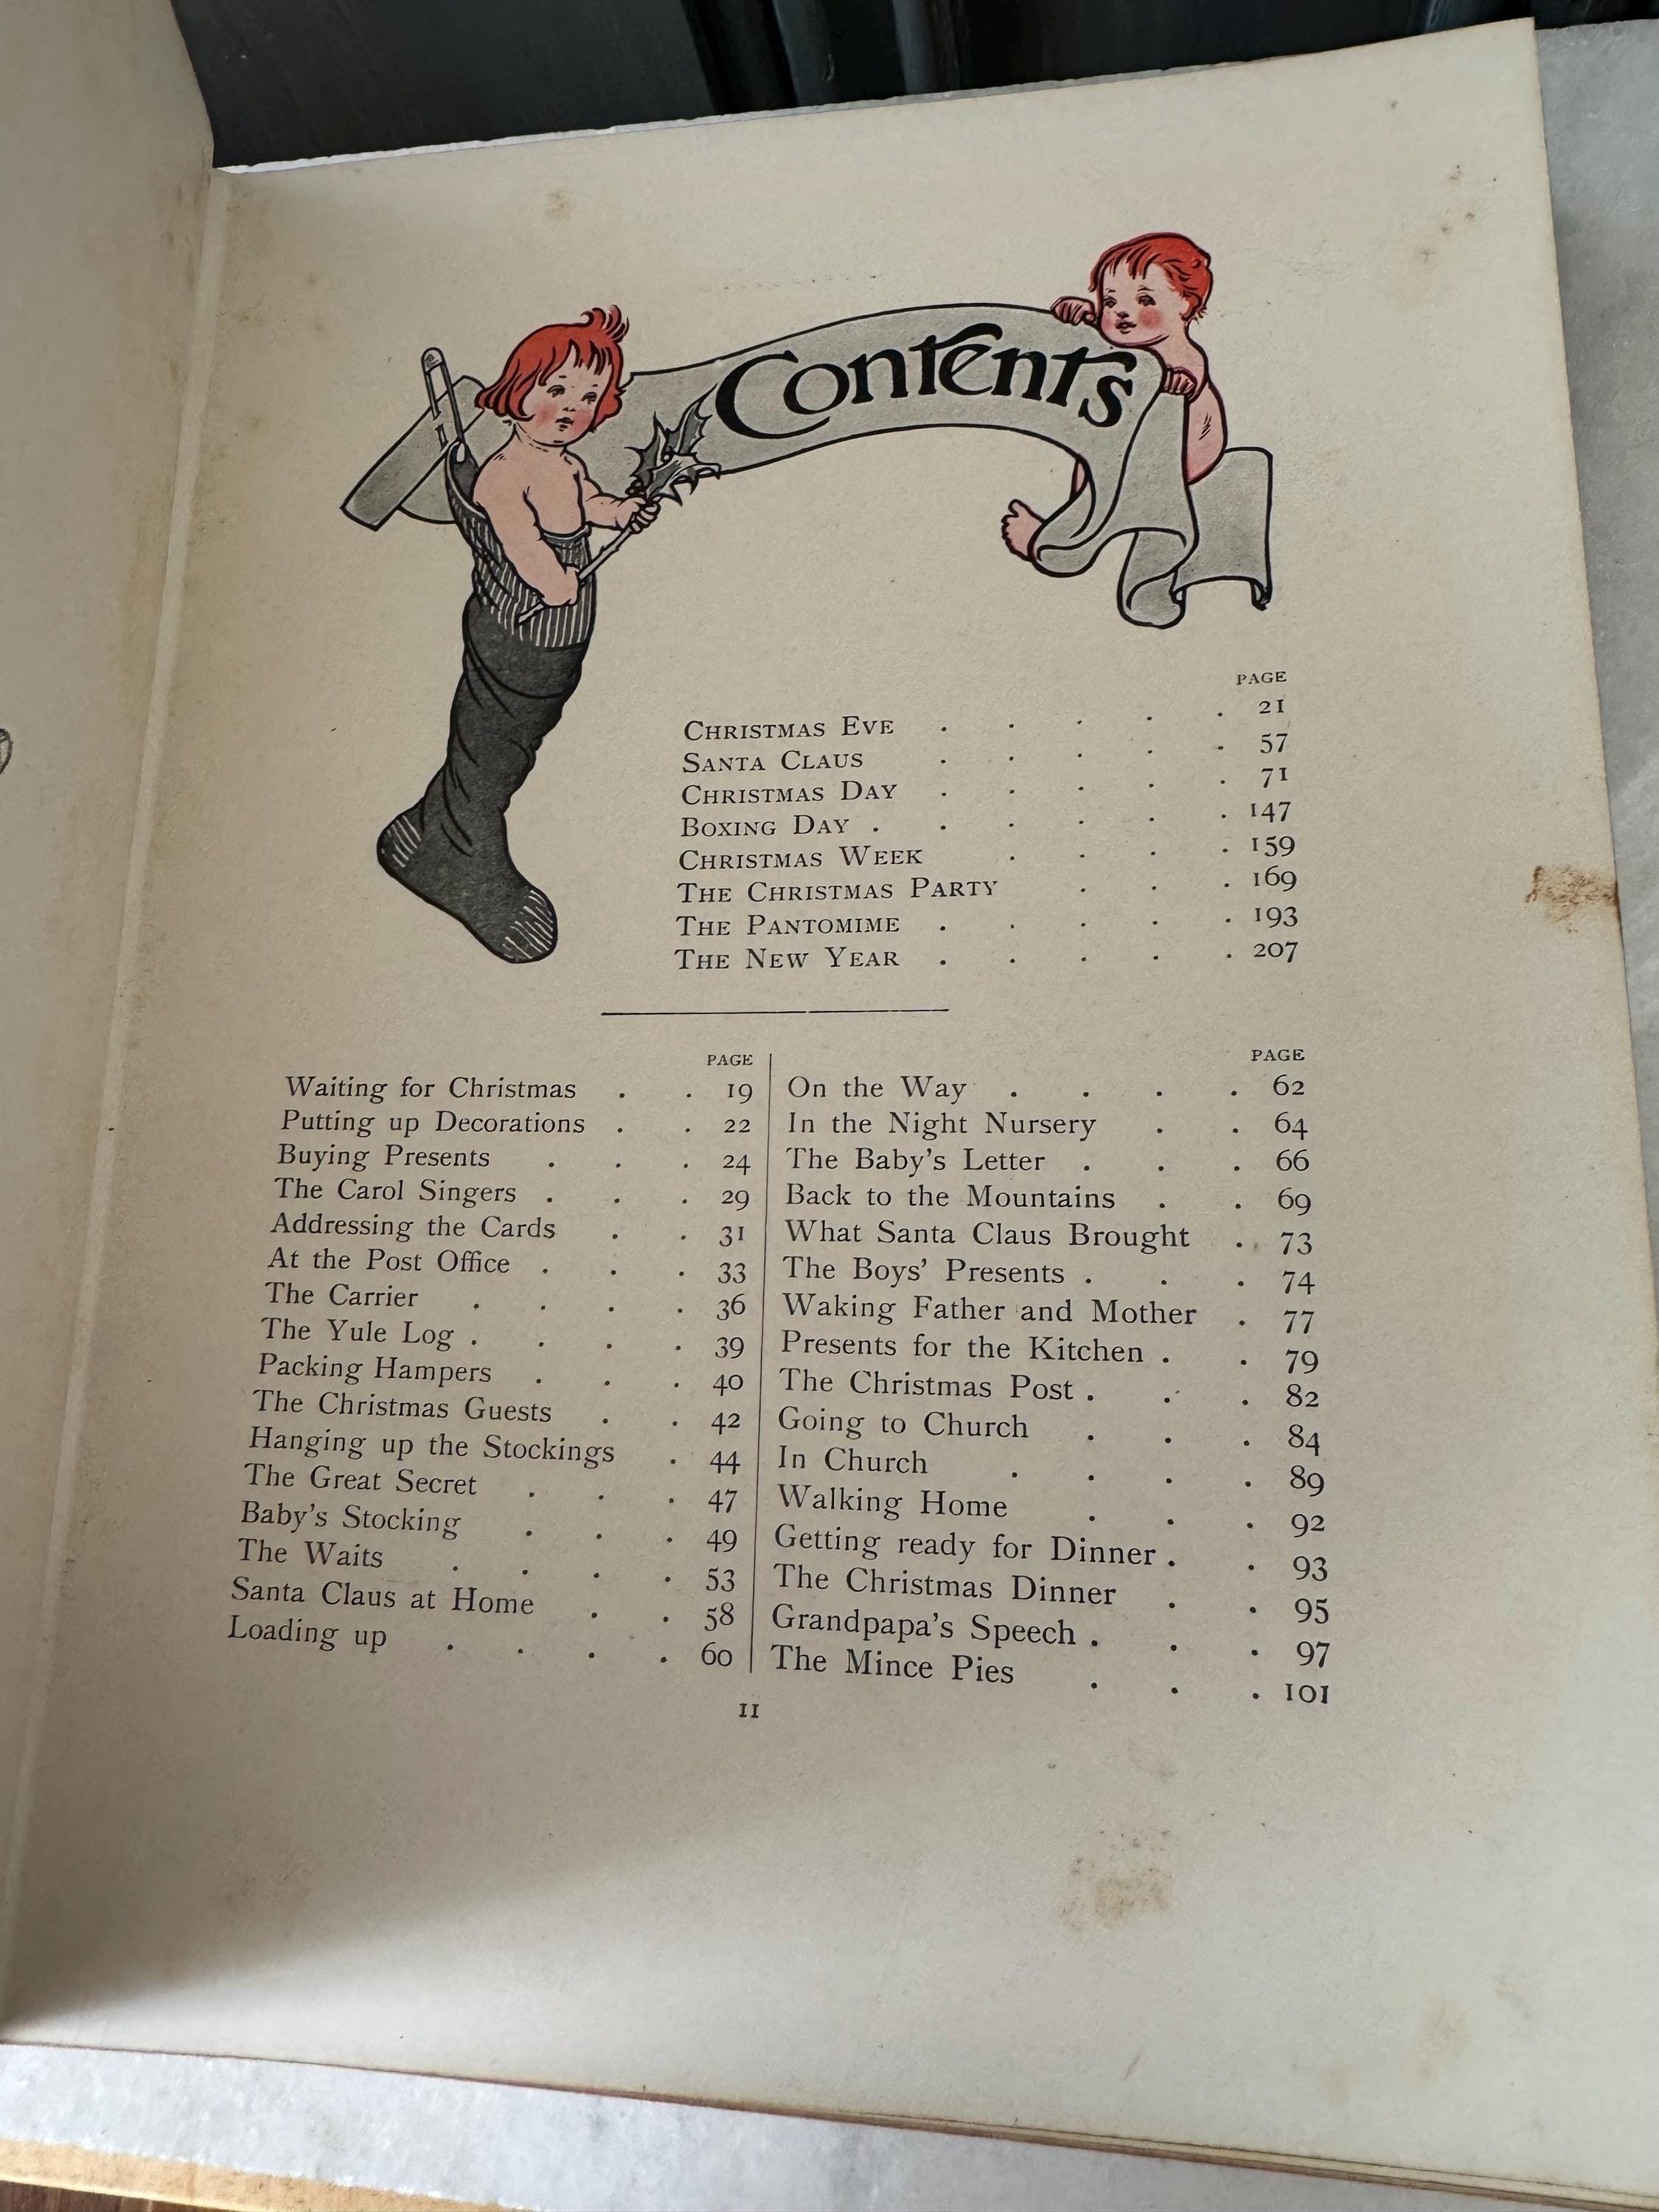 Contents
PAGE
CHRISTMAS EVE . . . . . 21
SANTA CLAUS . . . . . 57
CHRISTMAS DAY . . . . . 71
BOXING DAY . . . . . . 147
CHRISTMAS WEEK . . . . 159
THE CHRISTMAS PARTY . . . 169
THE PANTOMIME . . . . . 193
THE NEW YEAR . . . . . 207
PAGE
Waiting for Christmas . . 19
Putting up Decorations . . 22
Buying Presents . . . 24
The Carol Singers . . . 29
Addressing the Cards . . 31
At the Post Office . . . 33
The Carrier . . . . 36
The Yule Log . . . . 39
Packing Hampers . . . 40
The Christmas Guests . . 42
Hanging up the Stockings . 44
The Great Secret . . . 47
Baby's Stocking . . . 49
The Waits . . . . 53
Santa Claus at Home . . 58
Loading up . . . . 60
PAGE
On the Way . . . . 62
In the Night Nursery . . 64
The Baby's Letter . . . 66
Back to the Mountains . . 69
What Santa Claus Brought . 73
The Boys' Presents . . . 74
Waking Father and Mother . 77
Presents for the Kitchen . . 79
The Christmas Post . . . 82
Going to Church . . . 84
In Church . . . . 89
Walking Home . . . 92
Getting ready for Dinner . . 93
The Christmas Dinner . . 95
Grandpapa's Speech . . . 97
The Mince Pies . . . 101
11